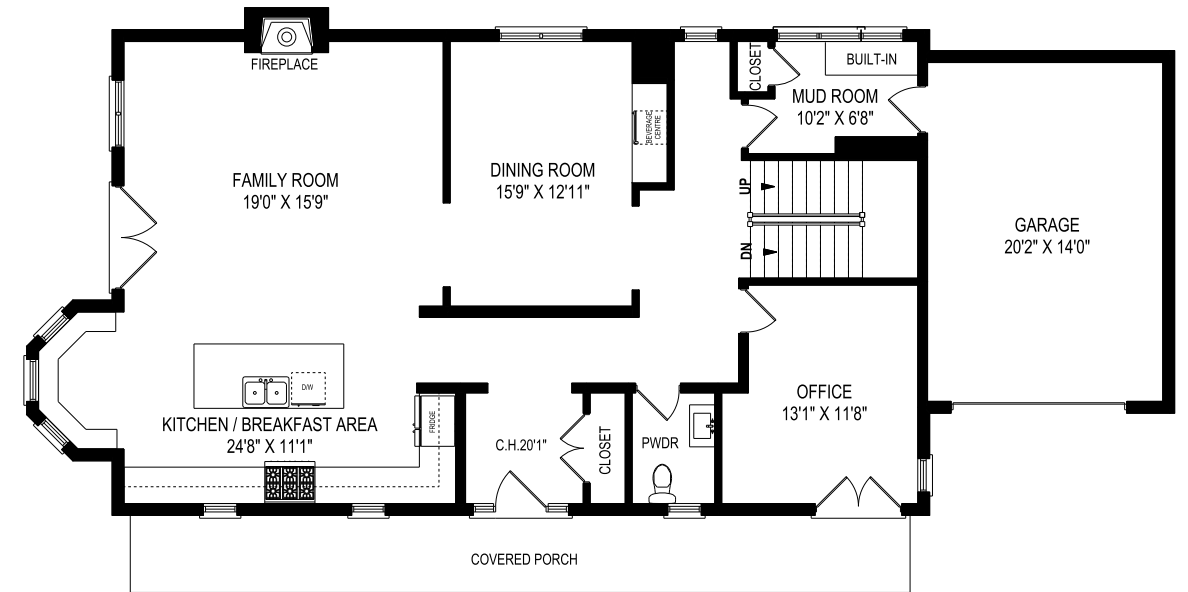 FIREPLACE
CLOSET
BUILT-IN
MUD ROOM
10'2" X 6'8"
BEVERAGE
CENTRE
FAMILY ROOM
19'0" X 15'9"
DINING ROOM
15'9" X 12'11"
UP
DN
GARAGE
20'2" X 14'0"
D/W
KITCHEN / BREAKFAST AREA
24'8" X 11'1"
FRIDGE
C.H.20'1"
CLOSET
PWDR
OFFICE
13'1" X 11'8"
COVERED PORCH